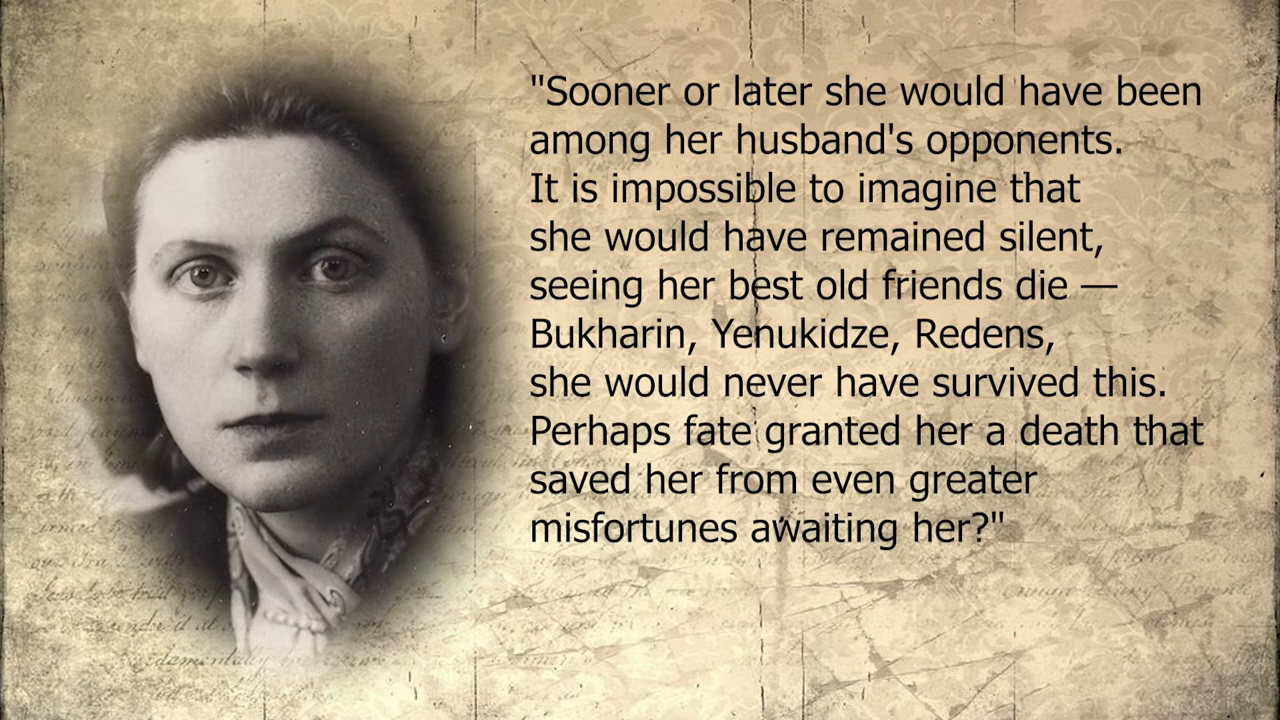 "Sooner or later she would have been
among her husband's opponents.
It is impossible to imagine that
she would have remained silent,
seeing her best old friends die —
Bukharin, Yenukidze, Redens,
she would never have survived this.
Perhaps fate granted her a death that
saved her from even greater
misfortunes awaiting her?"